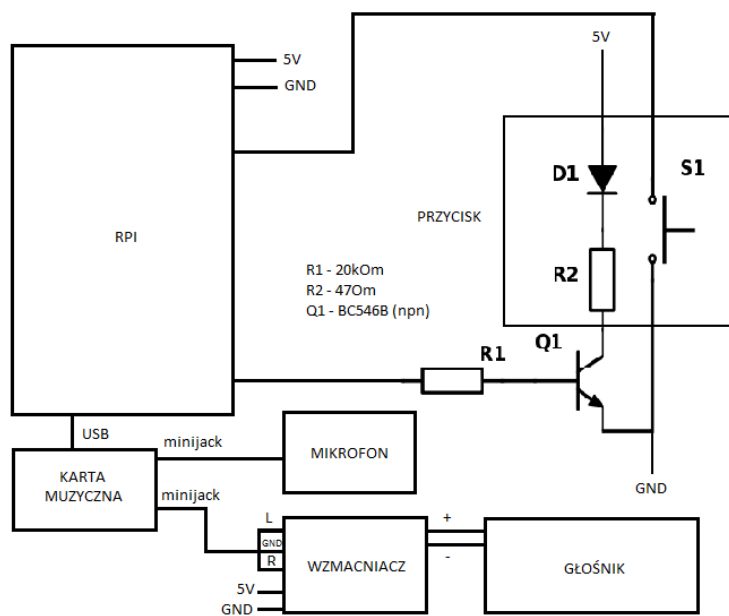 5V
GND
5V
D1
S1
PRZYCISK
RPI
R1 - 20kOm
R2 - 47Om
Q1 - BC546B (npn)
R2
Q1
R1
USB
minijack
MIKROFON
KARTA
MUZYCZNA
minijack
GND
L
GND
R
WZMACNIACZ
+
-
GŁOŚNIK
5V
GND